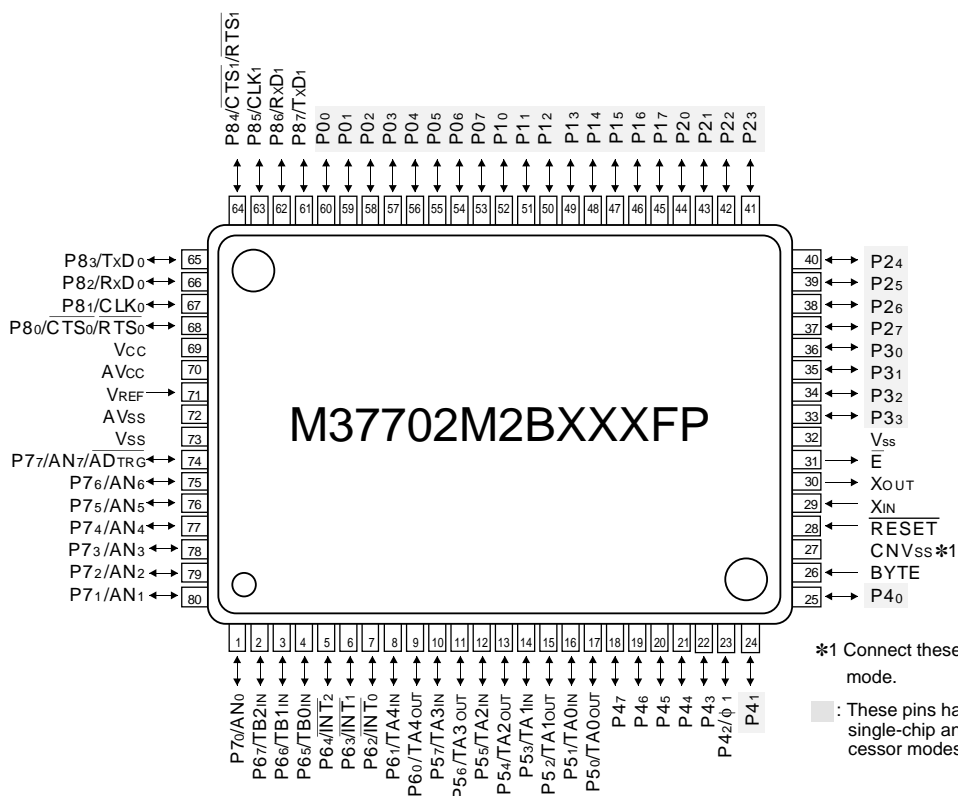 P84/CTS1/RTS1
P85/CLK1
P86/RXD1
P87/TXD1
P00
P01
P02
P03
P04
P05
P06
P07
P10
P11
P12
P13
P14
P15
P16
P17
P20
P21
P22
P23
64 63 62 61 60 59 58 57 56 55 54 53 52 51 50 49 48 47 46 45 44 43 42 41
P83/TXD0 65
P82/RXD0 66
P81/CLK0 67
P80/CTS0/RTS0 68
VCC 69
AVCC 70
VREF 71
AVSS 72
VSS 73
P77/AN7/ADTRG 74
P76/AN6 75
P75/AN5 76
P74/AN4 77
P73/AN3 78
P72/AN2 79
P71/AN1 80
M37702M2BXXXFP
40 P24
39 P25
38 P26
37 P27
36 P30
35 P31
34 P32
33 P33
32 Vss
31 E
30 XOUT
29 XIN
28 RESET
27 CNVSS✱1
26 BYTE
25 P40
1 2 3 4 5 6 7 8 9 10 11 12 13 14 15 16 17 18 19 20 21 22 23 24
P70/AN0
P67/TB2IN
P66/TB1IN
P65/TB0IN
P64/INT2
P63/INT1
P62/INT0
P61/TA4IN
P60/TA4OUT
P57/TA3IN
P56/TA3OUT
P55/TA2IN
P54/TA2OUT
P53/TA1IN
P52/TA1OUT
P51/TA0IN
P50/TA0OUT
P47
P46
P45
P44
P43
P42/ϕ1
P41
✱1 Connect these
mode.
: These pins ha
single-chip an
cessor modes